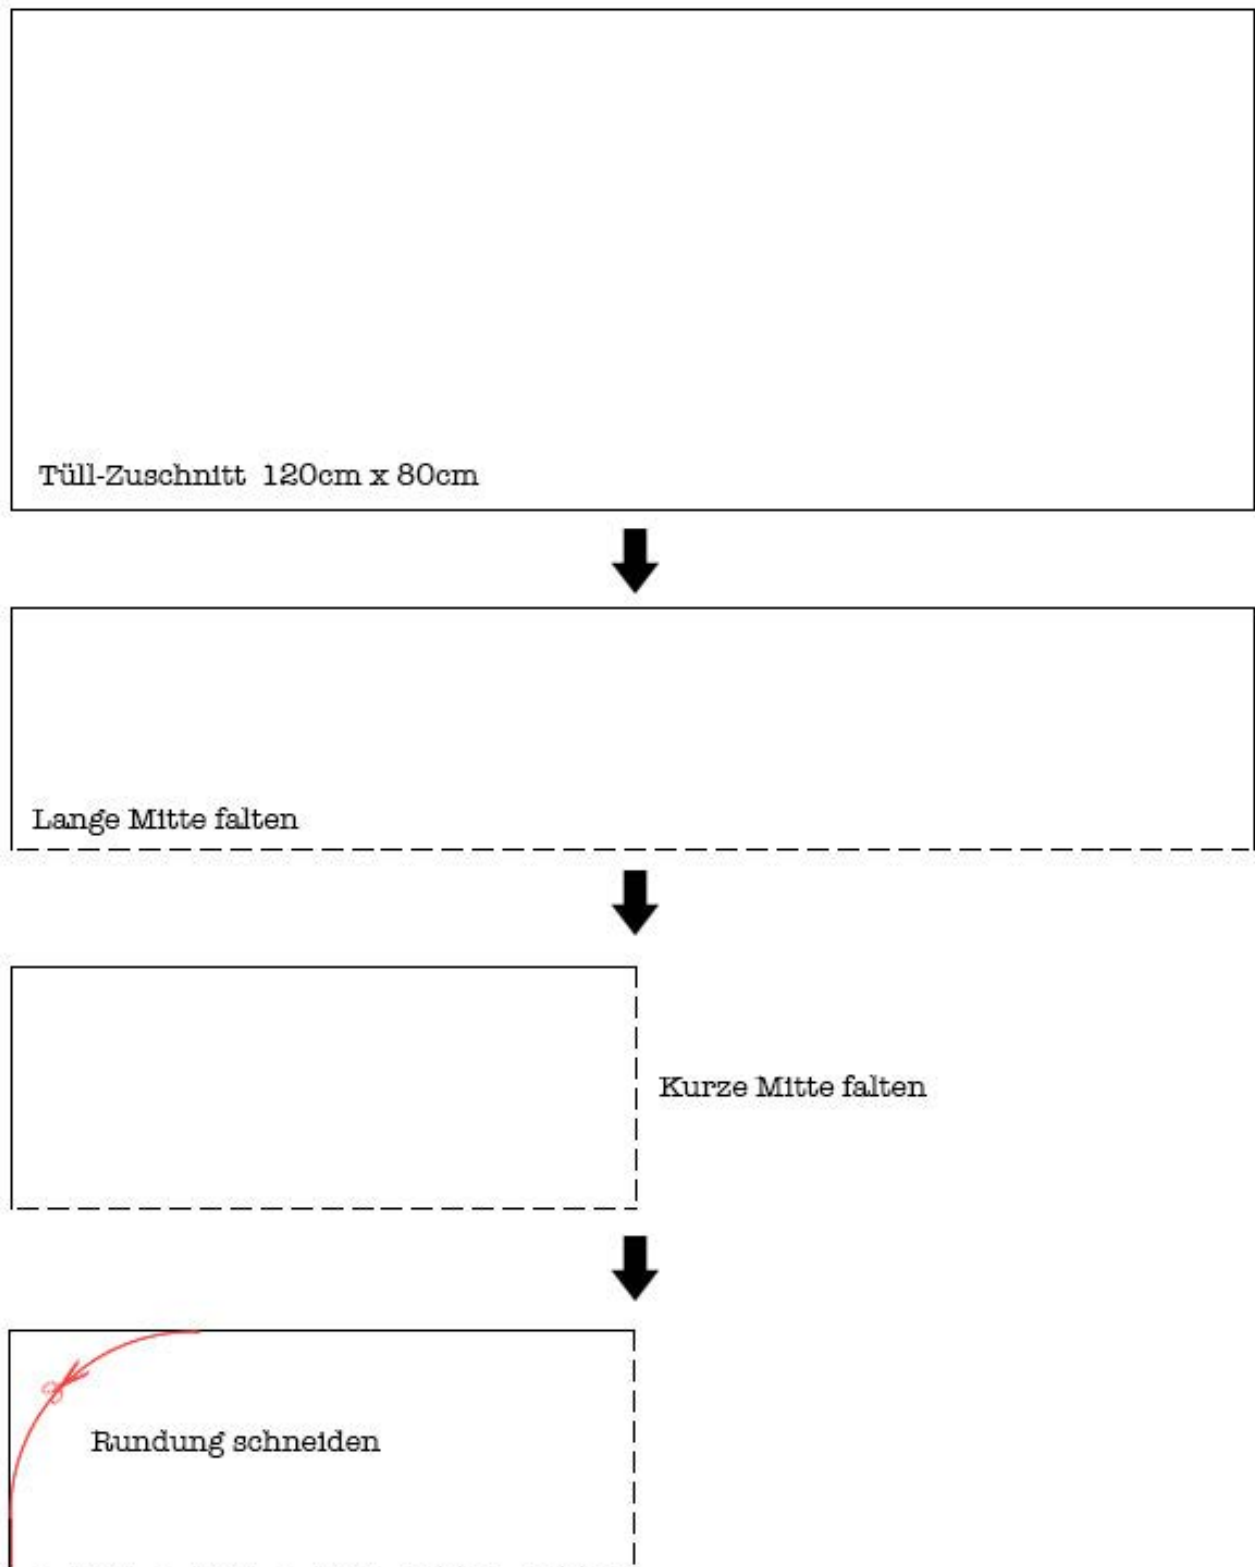 Tüll-Zuschnitt 120cm x 80cm
Lange Mitte falten
Kurze Mitte falten
Rundung schneiden